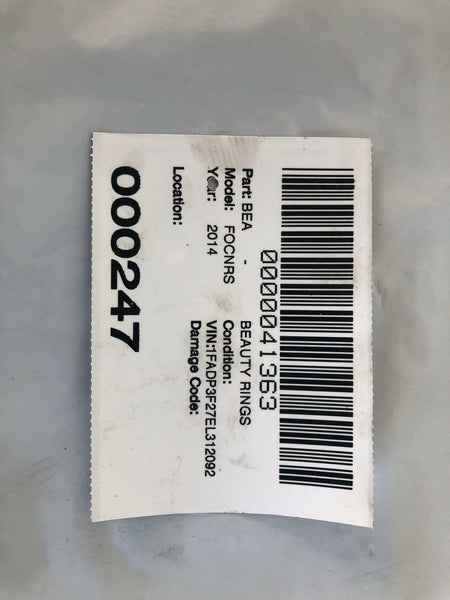 0000041363
Part: BEA - BEAUTY RINGS
Model: FOCNRS Condition:
Year: 2014 VIN:1FADP3F27EL312092
Damage Code:
Location:
000247